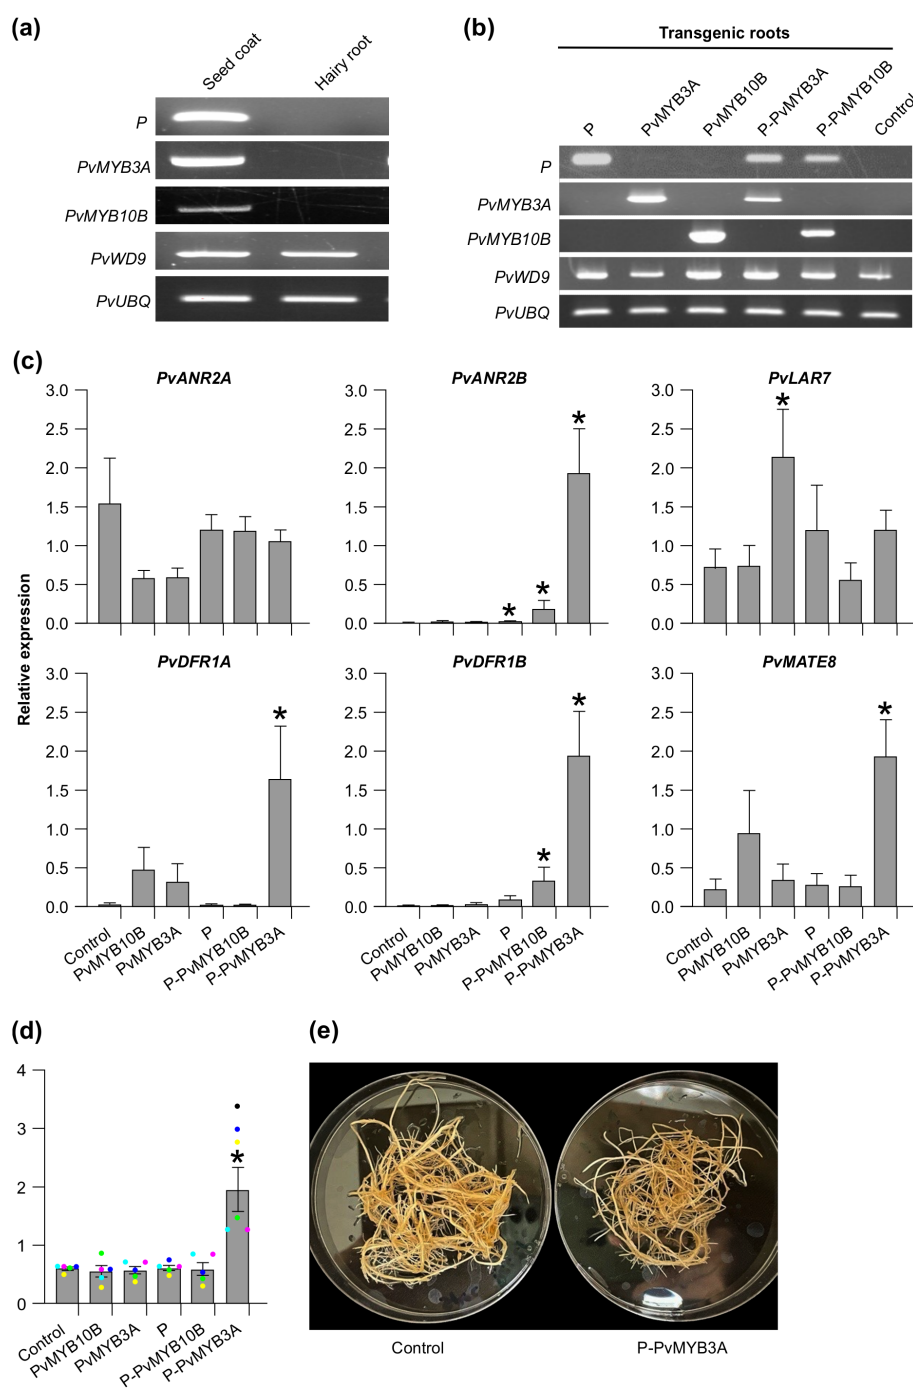 (a)
Seed coat
Hairy root
P
PvMYB3A
PvMYB10B
PvWD9
PvUBQ
(b)
Transgenic roots
P
PvMYB3A
PvMYB10B
P-PvMYB3A
P-PvMYB10B
Control
P
PvMYB3A
PvMYB10B
PvWD9
PvUBQ
(c)
Relative expression
PvANR2A
3.0
2.5
2.0
1.5
1.0
0.5
0.0
PvANR2B
3.0
2.5
2.0
1.5
1.0
0.5
0.0
* * *
PvLAR7
3.0
2.5
2.0
1.5
1.0
0.5
0.0
*
PvDFR1A
3.0
2.5
2.0
1.5
1.0
0.5
0.0
*
Control
PvMYB10B
PvMYB3A
P
P-PvMYB10B
P-PvMYB3A
PvDFR1B
3.0
2.5
2.0
1.5
1.0
0.5
0.0
* *
Control
PvMYB10B
PvMYB3A
P
P-PvMYB10B
P-PvMYB3A
PvMATE8
3.0
2.5
2.0
1.5
1.0
0.5
0.0
*
Control
PvMYB10B
PvMYB3A
P
P-PvMYB10B
P-PvMYB3A
(d)
4
3
2
1
0
*
Control
PvMYB10B
PvMYB3A
P
P-PvMYB10B
P-PvMYB3A
(e)
Control
P-PvMYB3A